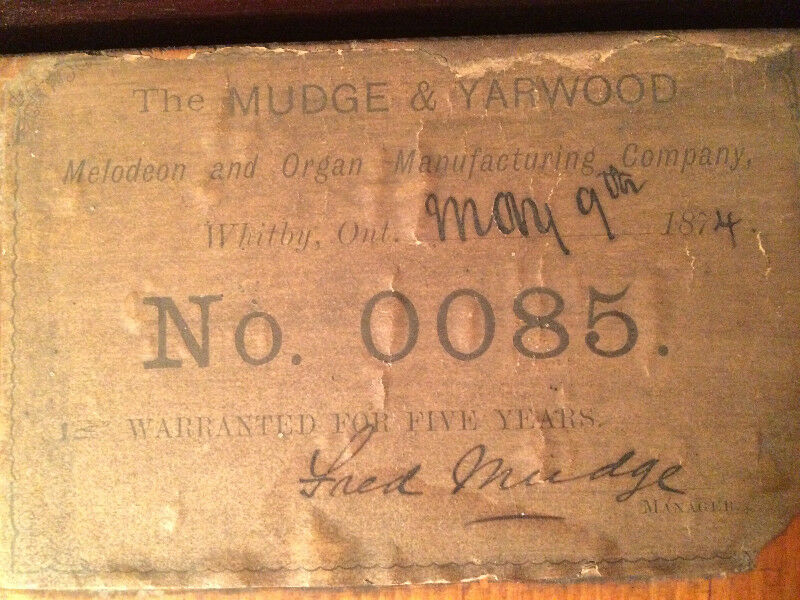 The MUDGE & YARWOOD
Melodeon and Organ Manufacturing Company,
Whitby, Ont. May 9th 1874.
No. 0085.
WARRANTED FOR FIVE YEARS.
Fred Mudge
MANAGER.